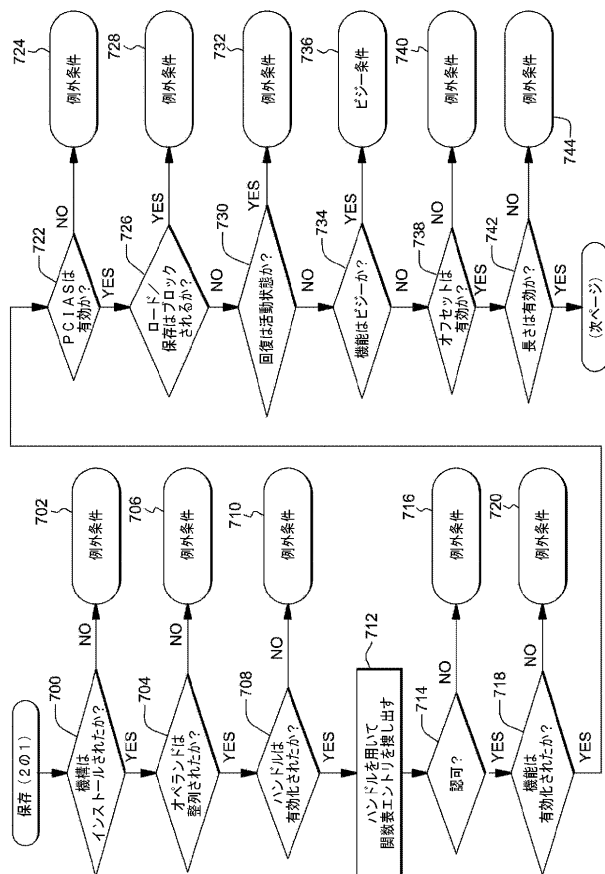 保存 (2の1)
700
機構は
インストールされたか?
NO
702
例外条件
YES
704
オペランドは
整列されたか?
NO
706
例外条件
YES
708
ハンドルは
有効化されたか?
NO
710
例外条件
YES
712
ハンドルを用いて
関数表エントリを捜し出す
714
認可?
NO
716
例外条件
YES
718
機能は
有効化されたか?
NO
720
例外条件
YES
722
PCIASは
有効か?
NO
724
例外条件
YES
726
ロード/
保存はブロック
されるか?
YES
728
例外条件
NO
730
回復は活動状態か?
YES
732
例外条件
NO
734
機能はビジーか?
YES
736
ビジー条件
NO
738
オフセットは
有効か?
NO
740
例外条件
YES
742
長さは有効か?
NO
744
例外条件
YES
(次ページ)